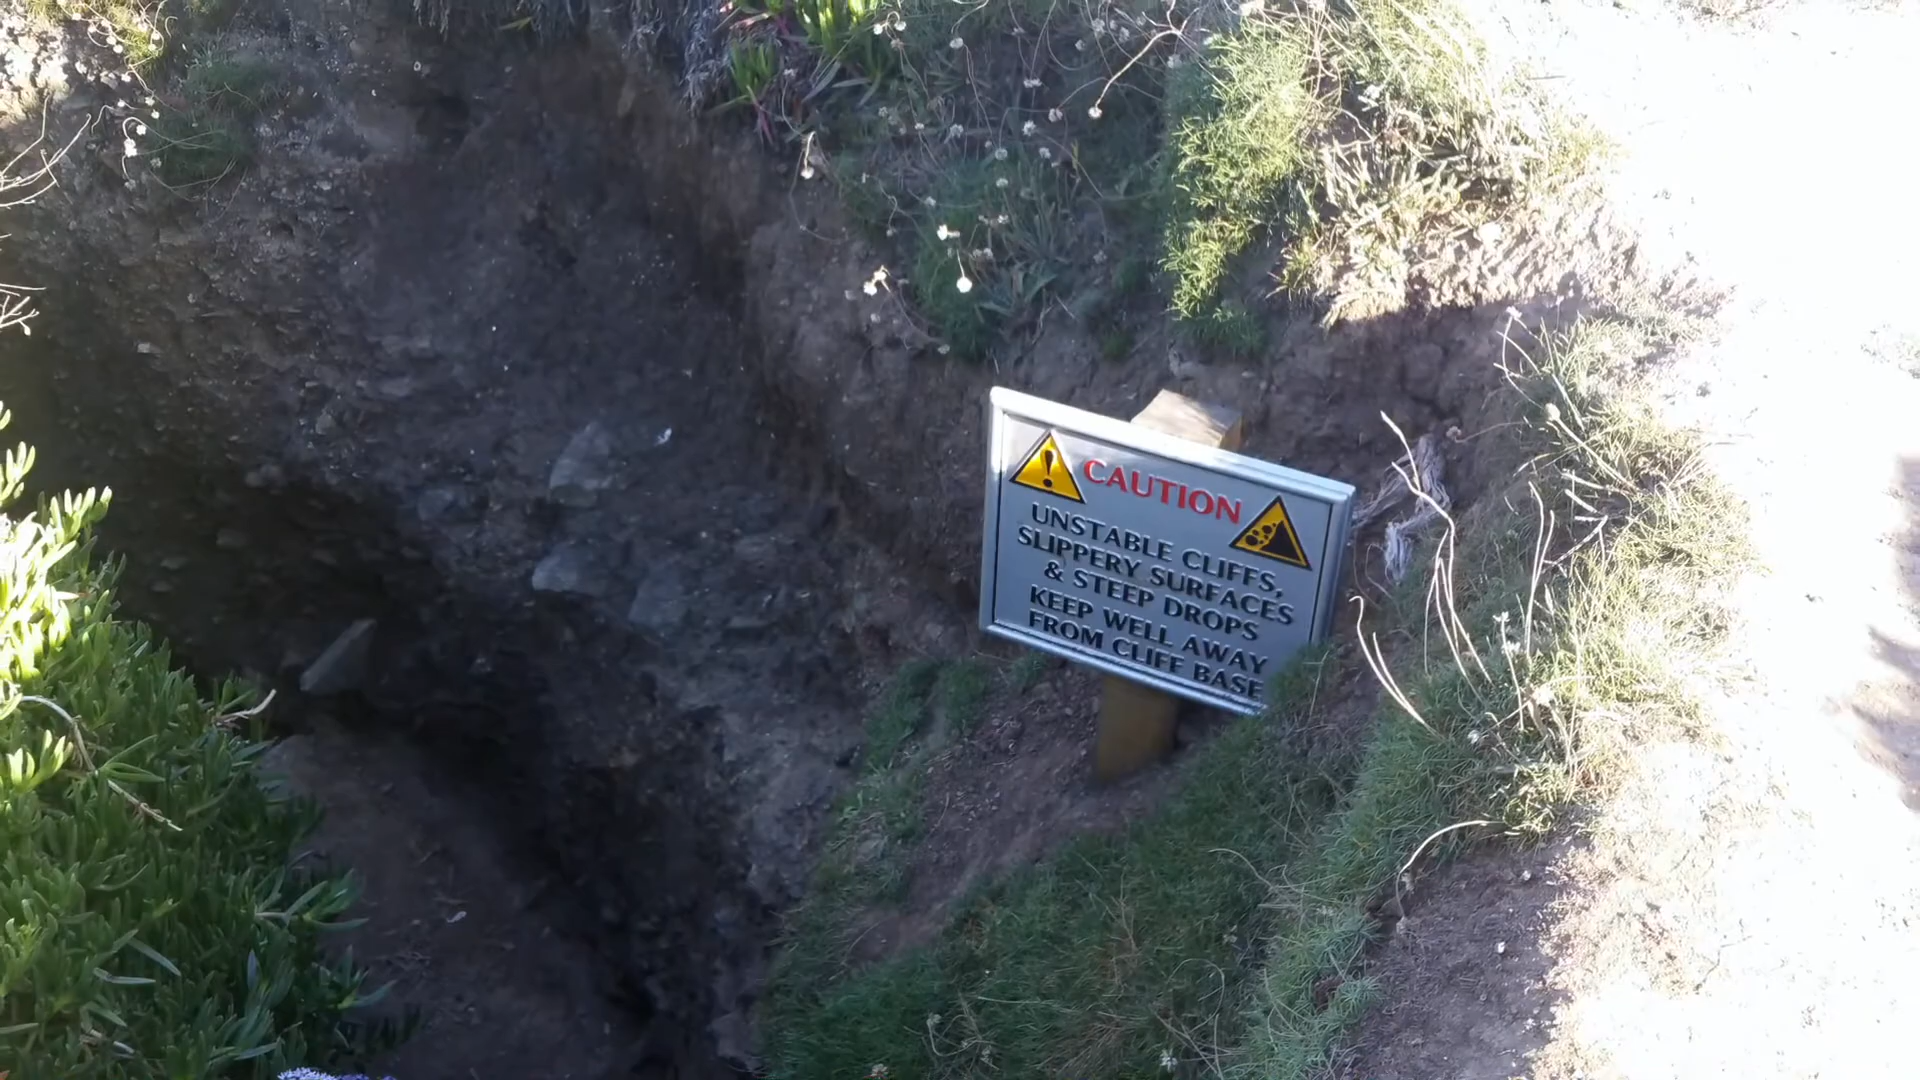 CAUTION
UNSTABLE CLIFFS,
SLIPPERY SURFACES
& STEEP DROPS
KEEP WELL AWAY
FROM CLIFF BASE